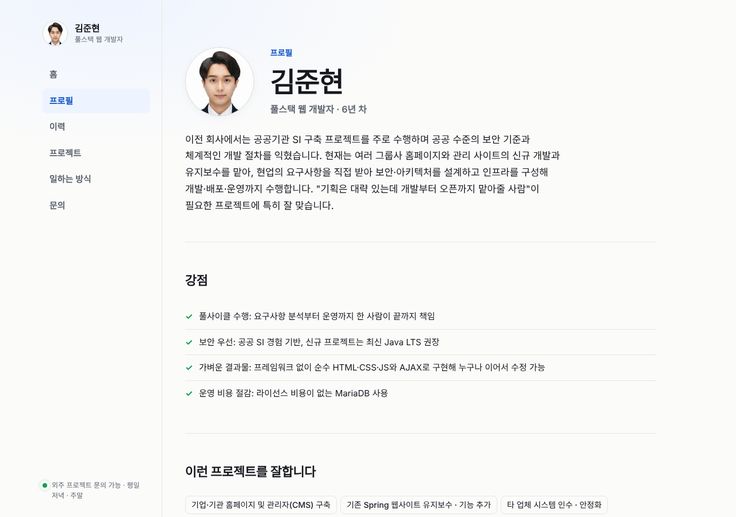 김준현
풀스택 웹 개발자
홈
프로필
이력
프로젝트
일하는 방식
문의
외주 프로젝트 문의 가능 · 평일
저녁 · 주말
프로필
김준현
풀스택 웹 개발자 · 6년 차
이전 회사에서는 공공기관 SI 구축 프로젝트를 주로 수행하며 공공 수준의 보안 기준과
체계적인 개발 절차를 익혔습니다. 현재는 여러 그룹사 홈페이지와 관리 사이트의 신규 개발과
유지보수를 맡아, 현업의 요구사항을 직접 받아 보안·아키텍처를 설계하고 인프라를 구성해
개발·배포·운영까지 수행합니다. "기획은 대략 있는데 개발부터 오픈까지 맡아줄 사람"이
필요한 프로젝트에 특히 잘 맞습니다.
강점
풀사이클 수행: 요구사항 분석부터 운영까지 한 사람이 끝까지 책임
보안 우선: 공공 SI 경험 기반, 신규 프로젝트는 최신 Java LTS 권장
가벼운 결과물: 프레임워크 없이 순수 HTML·CSS·JS와 AJAX로 구현해 누구나 이어서 수정 가능
운영 비용 절감: 라이선스 비용이 없는 MariaDB 사용
이런 프로젝트를 잘합니다
기업·기관 홈페이지 및 관리자(CMS) 구축
기존 Spring 웹사이트 유지보수 · 기능 추가
타 업체 시스템 인수 · 안정화